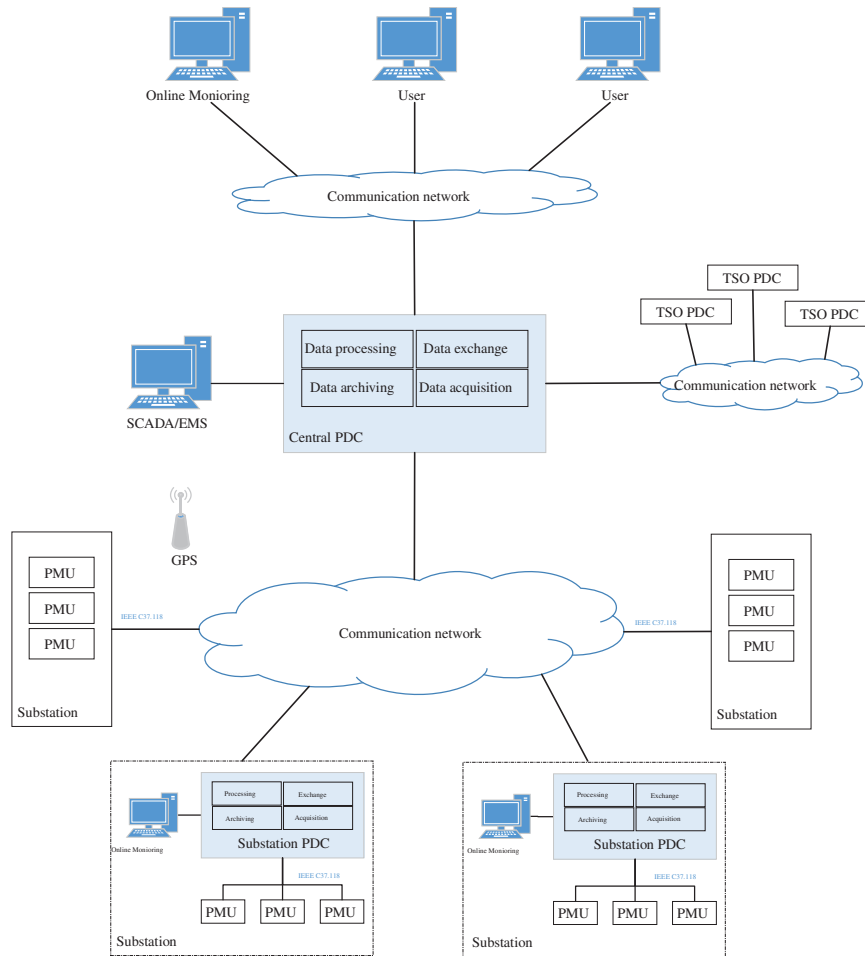 Online Monioring
User
User
Communication network
TSO PDC
TSO PDC
TSO PDC
Data processing
Data exchange
Data archiving
Data acquisition
Central PDC
SCADA/EMS
Communication network
GPS
PMU
PMU
PMU
Substation
IEEE C37.118
Communication network
IEEE C37.118
PMU
PMU
PMU
Substation
Processing
Exchange
Archiving
Acquisition
Substation PDC
Online Monioring
IEEE C37.118
PMU
PMU
PMU
Substation
Processing
Exchange
Archiving
Acquisition
Substation PDC
Online Monioring
IEEE C37.118
PMU
PMU
PMU
Substation